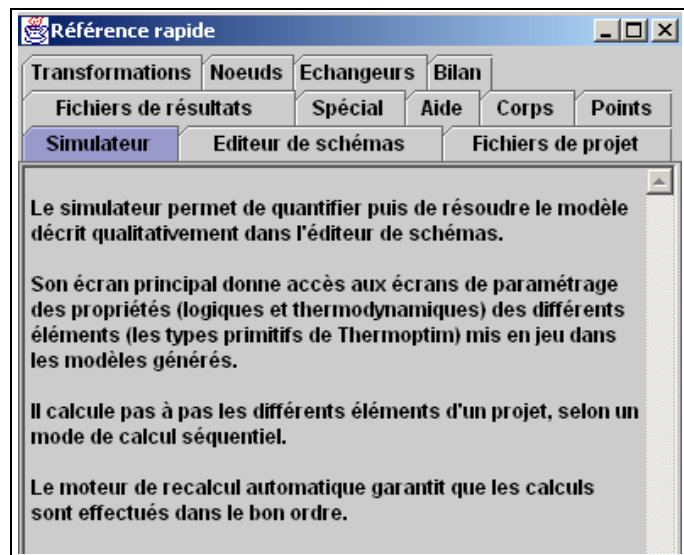 Référence rapide
Transformations Noeuds Echangeurs Bilan
Fichiers de résultats Spécial Aide Corps Points
Simulateur Editeur de schémas Fichiers de projet
Le simulateur permet de quantifier puis de résoudre le modèle
décrit qualitativement dans l'éditeur de schémas.
Son écran principal donne accès aux écrans de paramétrage
des propriétés (logiques et thermodynamiques) des différents
éléments (les types primitifs de Thermoptim) mis en jeu dans
les modèles générés.
Il calcule pas à pas les différents éléments d'un projet, selon un
mode de calcul séquentiel.
Le moteur de recalcul automatique garantit que les calculs
sont effectués dans le bon ordre.